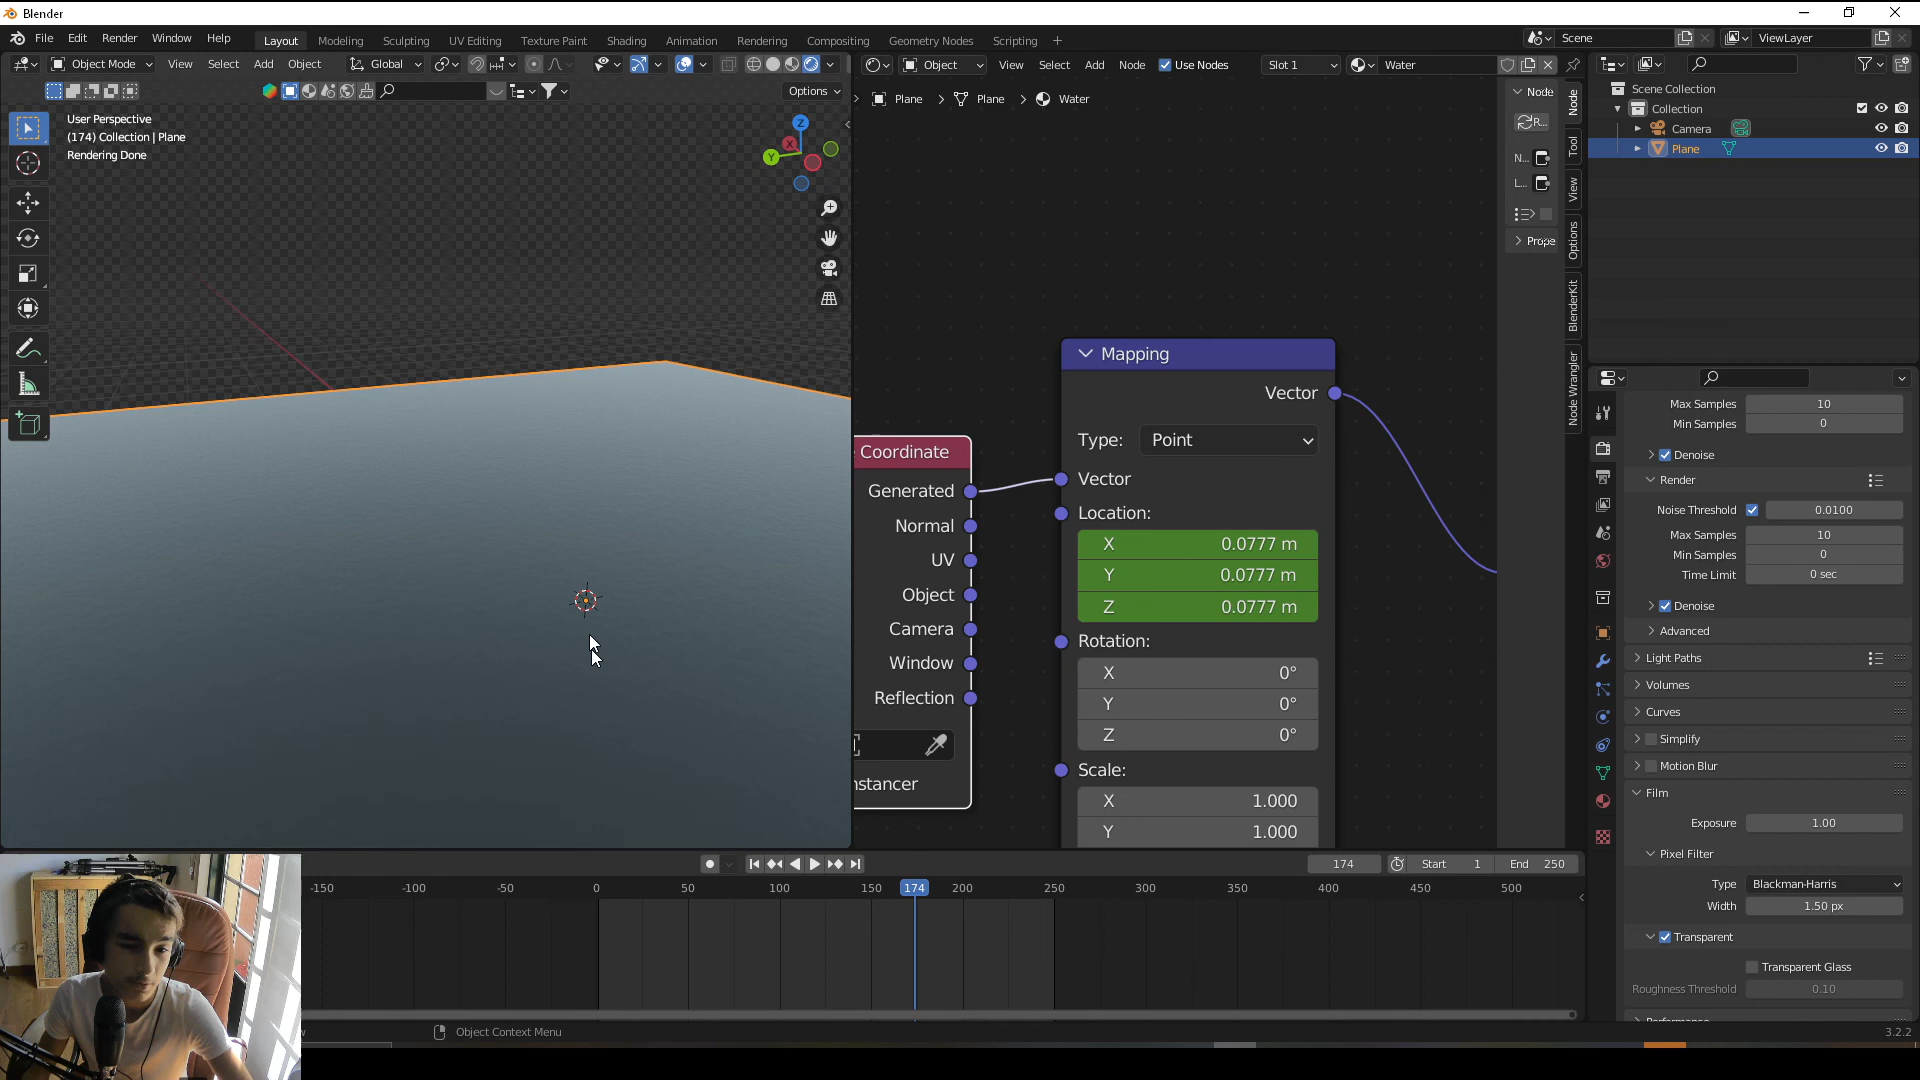 Blender
File Edit Render Window Help
Layout Modeling Sculpting UV Editing Texture Paint Shading Animation Rendering Compositing Geometry Nodes Scripting +
Scene ViewLayer
Object Mode View Select Add Object Global
Object View Select Add Node Use Nodes Slot 1 Water
Options
User Perspective
(174) Collection | Plane
Rendering Done
Z
X
Y
Plane > Plane > Water
Node
R...
N...
L...
Prope
Node
Tool
View
Options
BlenderKit
Node Wrangler
Scene Collection
Collection
Camera
Plane
Coordinate
Generated
Normal
UV
Object
Camera
Window
Reflection
nstancer
Mapping
Vector
Type: Point
Vector
Location:
X 0.0777 m
Y 0.0777 m
Z 0.0777 m
Rotation:
X 0°
Y 0°
Z 0°
Scale:
X 1.000
Y 1.000
Max Samples 10
Min Samples 0
Denoise
Render
Noise Threshold 0.0100
Max Samples 10
Min Samples 0
Time Limit 0 sec
Denoise
Advanced
Light Paths
Volumes
Curves
Simplify
Motion Blur
Film
Exposure 1.00
Pixel Filter
Type Blackman-Harris
Width 1.50 px
Transparent
Transparent Glass
Roughness Threshold 0.10
174 Start 1 End 250
-150 -100 -50 0 50 100 150 174 200 250 300 350 400 450 500
Object Context Menu
3.2.2